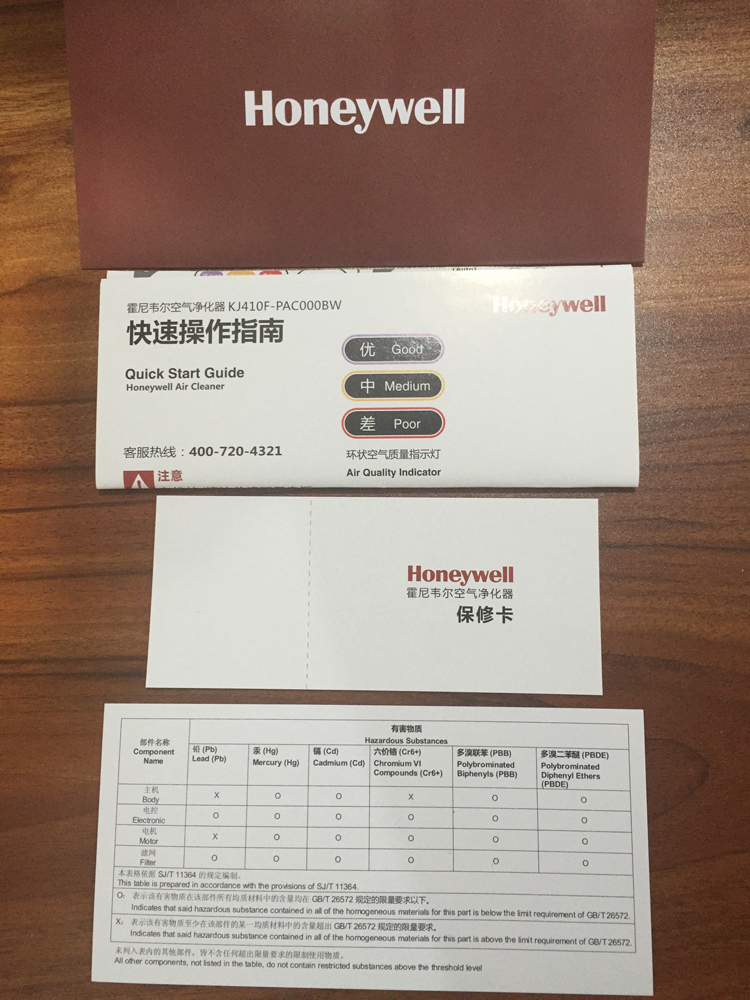 Honeywell
霍尼韦尔空气净化器 KJ410F-PAC000BW
Honeywell
快速操作指南
Quick Start Guide
Honeywell Air Cleaner
优 Good
中 Medium
差 Poor
客服热线：400-720-4321
环状空气质量指示灯
Air Quality Indicator
注意
Honeywell
霍尼韦尔空气净化器
保修卡
部件名称
Component
Name
有害物质
Hazardous Substances
铅 (Pb)
Lead (Pb)
汞 (Hg)
Mercury (Hg)
镉 (Cd)
Cadmium (Cd)
六价铬 (Cr6+)
Chromium VI
Compounds (Cr6+)
多溴联苯 (PBB)
Polybrominated
Biphenyls (PBB)
多溴二苯醚 (PBDE)
Polybrominated
Diphenyl Ethers
(PBDE)
主机
Body
X O O X O O
电控
Electronic
O O O O O O
电机
Motor
X O O O O O
滤网
Filter
O O O O O O
本表格依据 SJ/T 11364 的规定编制。
This table is prepared in accordance with the provisions of SJ/T 11364.
O: 表示该有害物质在该部件所有均质材料中的含量均在 GB/T 26572 规定的限量要求以下。
Indicates that said hazardous substance contained in all of the homogeneous materials for this part is below the limit requirement of GB/T 26572.
X: 表示该有害物质至少在该部件的某一均质材料中的含量超出 GB/T 26572 规定的限量要求。
Indicates that said hazardous substance contained in all of the homogeneous materials for this part is above the limit requirement of GB/T 26572.
未列入表内的其他部件，皆不含任何超出限量要求的限制使用物质。
All other components, not listed in the table, do not contain restricted substances above the threshold level